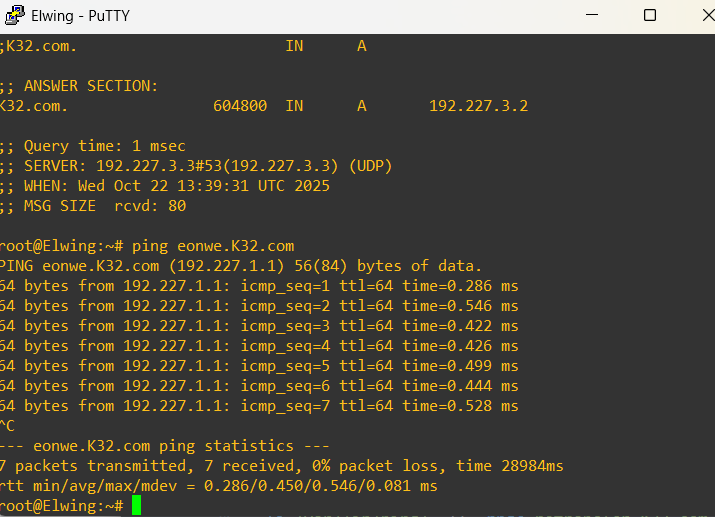 Elwing - PuTTY
;K32.com. IN A
;; ANSWER SECTION:
K32.com. 604800 IN A 192.227.3.2
;; Query time: 1 msec
;; SERVER: 192.227.3.3#53(192.227.3.3) (UDP)
;; WHEN: Wed Oct 22 13:39:31 UTC 2025
;; MSG SIZE rcvd: 80
root@Elwing:~# ping eonwe.K32.com
PING eonwe.K32.com (192.227.1.1) 56(84) bytes of data.
64 bytes from 192.227.1.1: icmp_seq=1 ttl=64 time=0.286 ms
64 bytes from 192.227.1.1: icmp_seq=2 ttl=64 time=0.546 ms
64 bytes from 192.227.1.1: icmp_seq=3 ttl=64 time=0.422 ms
64 bytes from 192.227.1.1: icmp_seq=4 ttl=64 time=0.426 ms
64 bytes from 192.227.1.1: icmp_seq=5 ttl=64 time=0.499 ms
64 bytes from 192.227.1.1: icmp_seq=6 ttl=64 time=0.444 ms
64 bytes from 192.227.1.1: icmp_seq=7 ttl=64 time=0.528 ms
^C
--- eonwe.K32.com ping statistics ---
7 packets transmitted, 7 received, 0% packet loss, time 28984ms
rtt min/avg/max/mdev = 0.286/0.450/0.546/0.081 ms
root@Elwing:~#